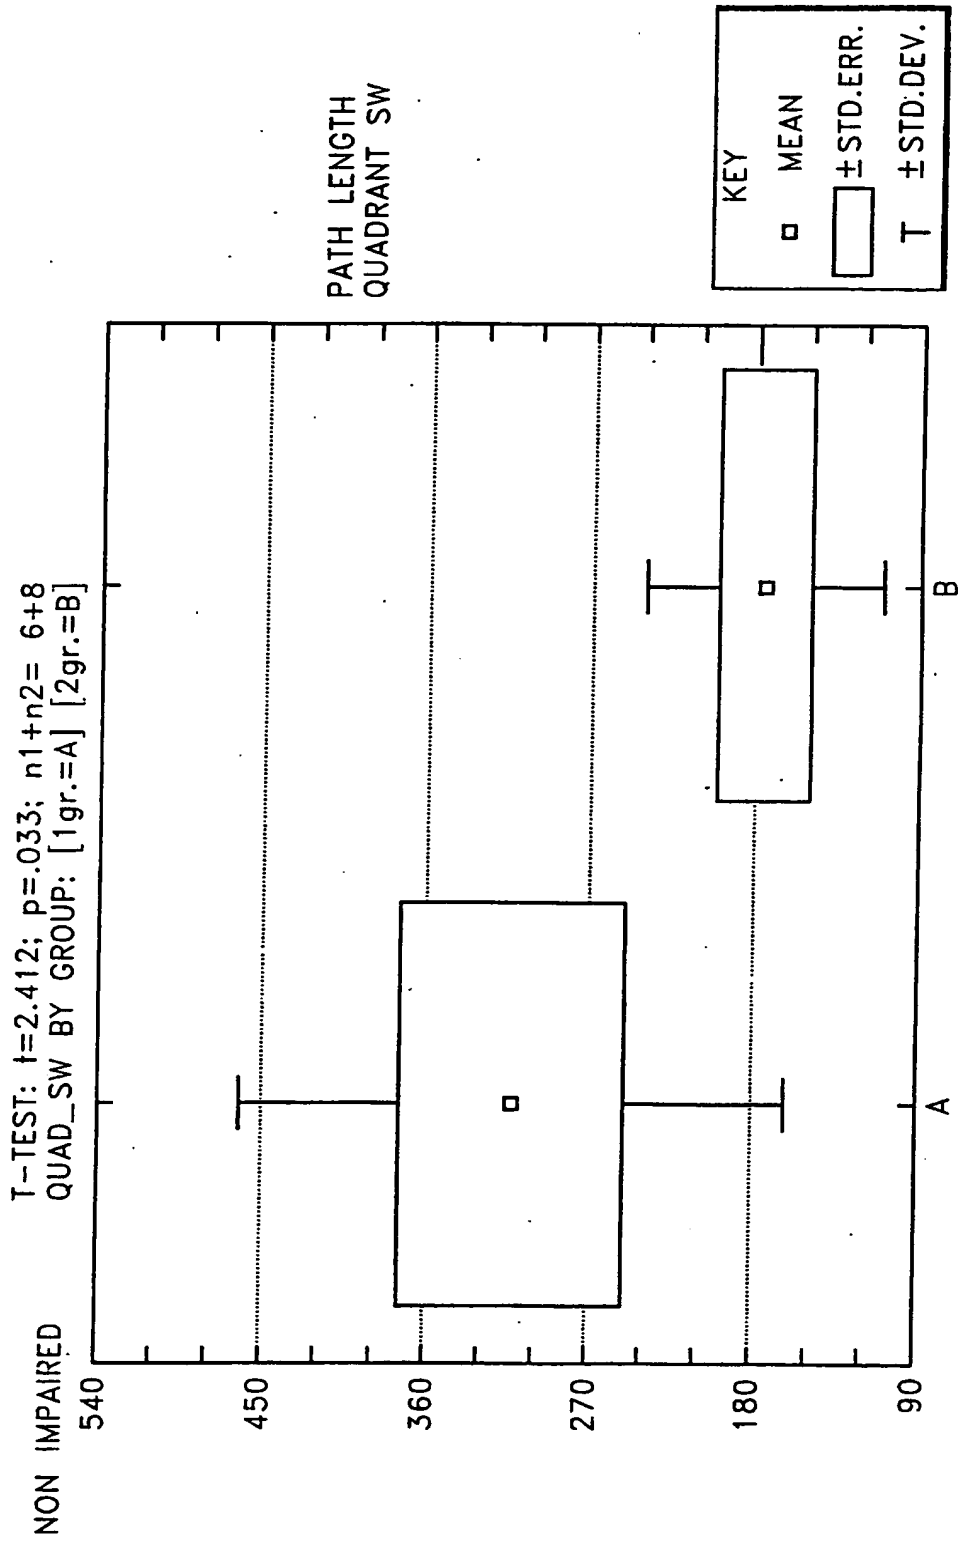 NON IMPAIRED
T-TEST: t=2.412; p=.033; n1+n2= 6+8
QUAD_SW BY GROUP: [1gr.=A] [2gr.=B]
540
450
360
270
180
90
A
B
PATH LENGTH
QUADRANT SW
KEY
MEAN
±STD.ERR.
±STD.DEV.